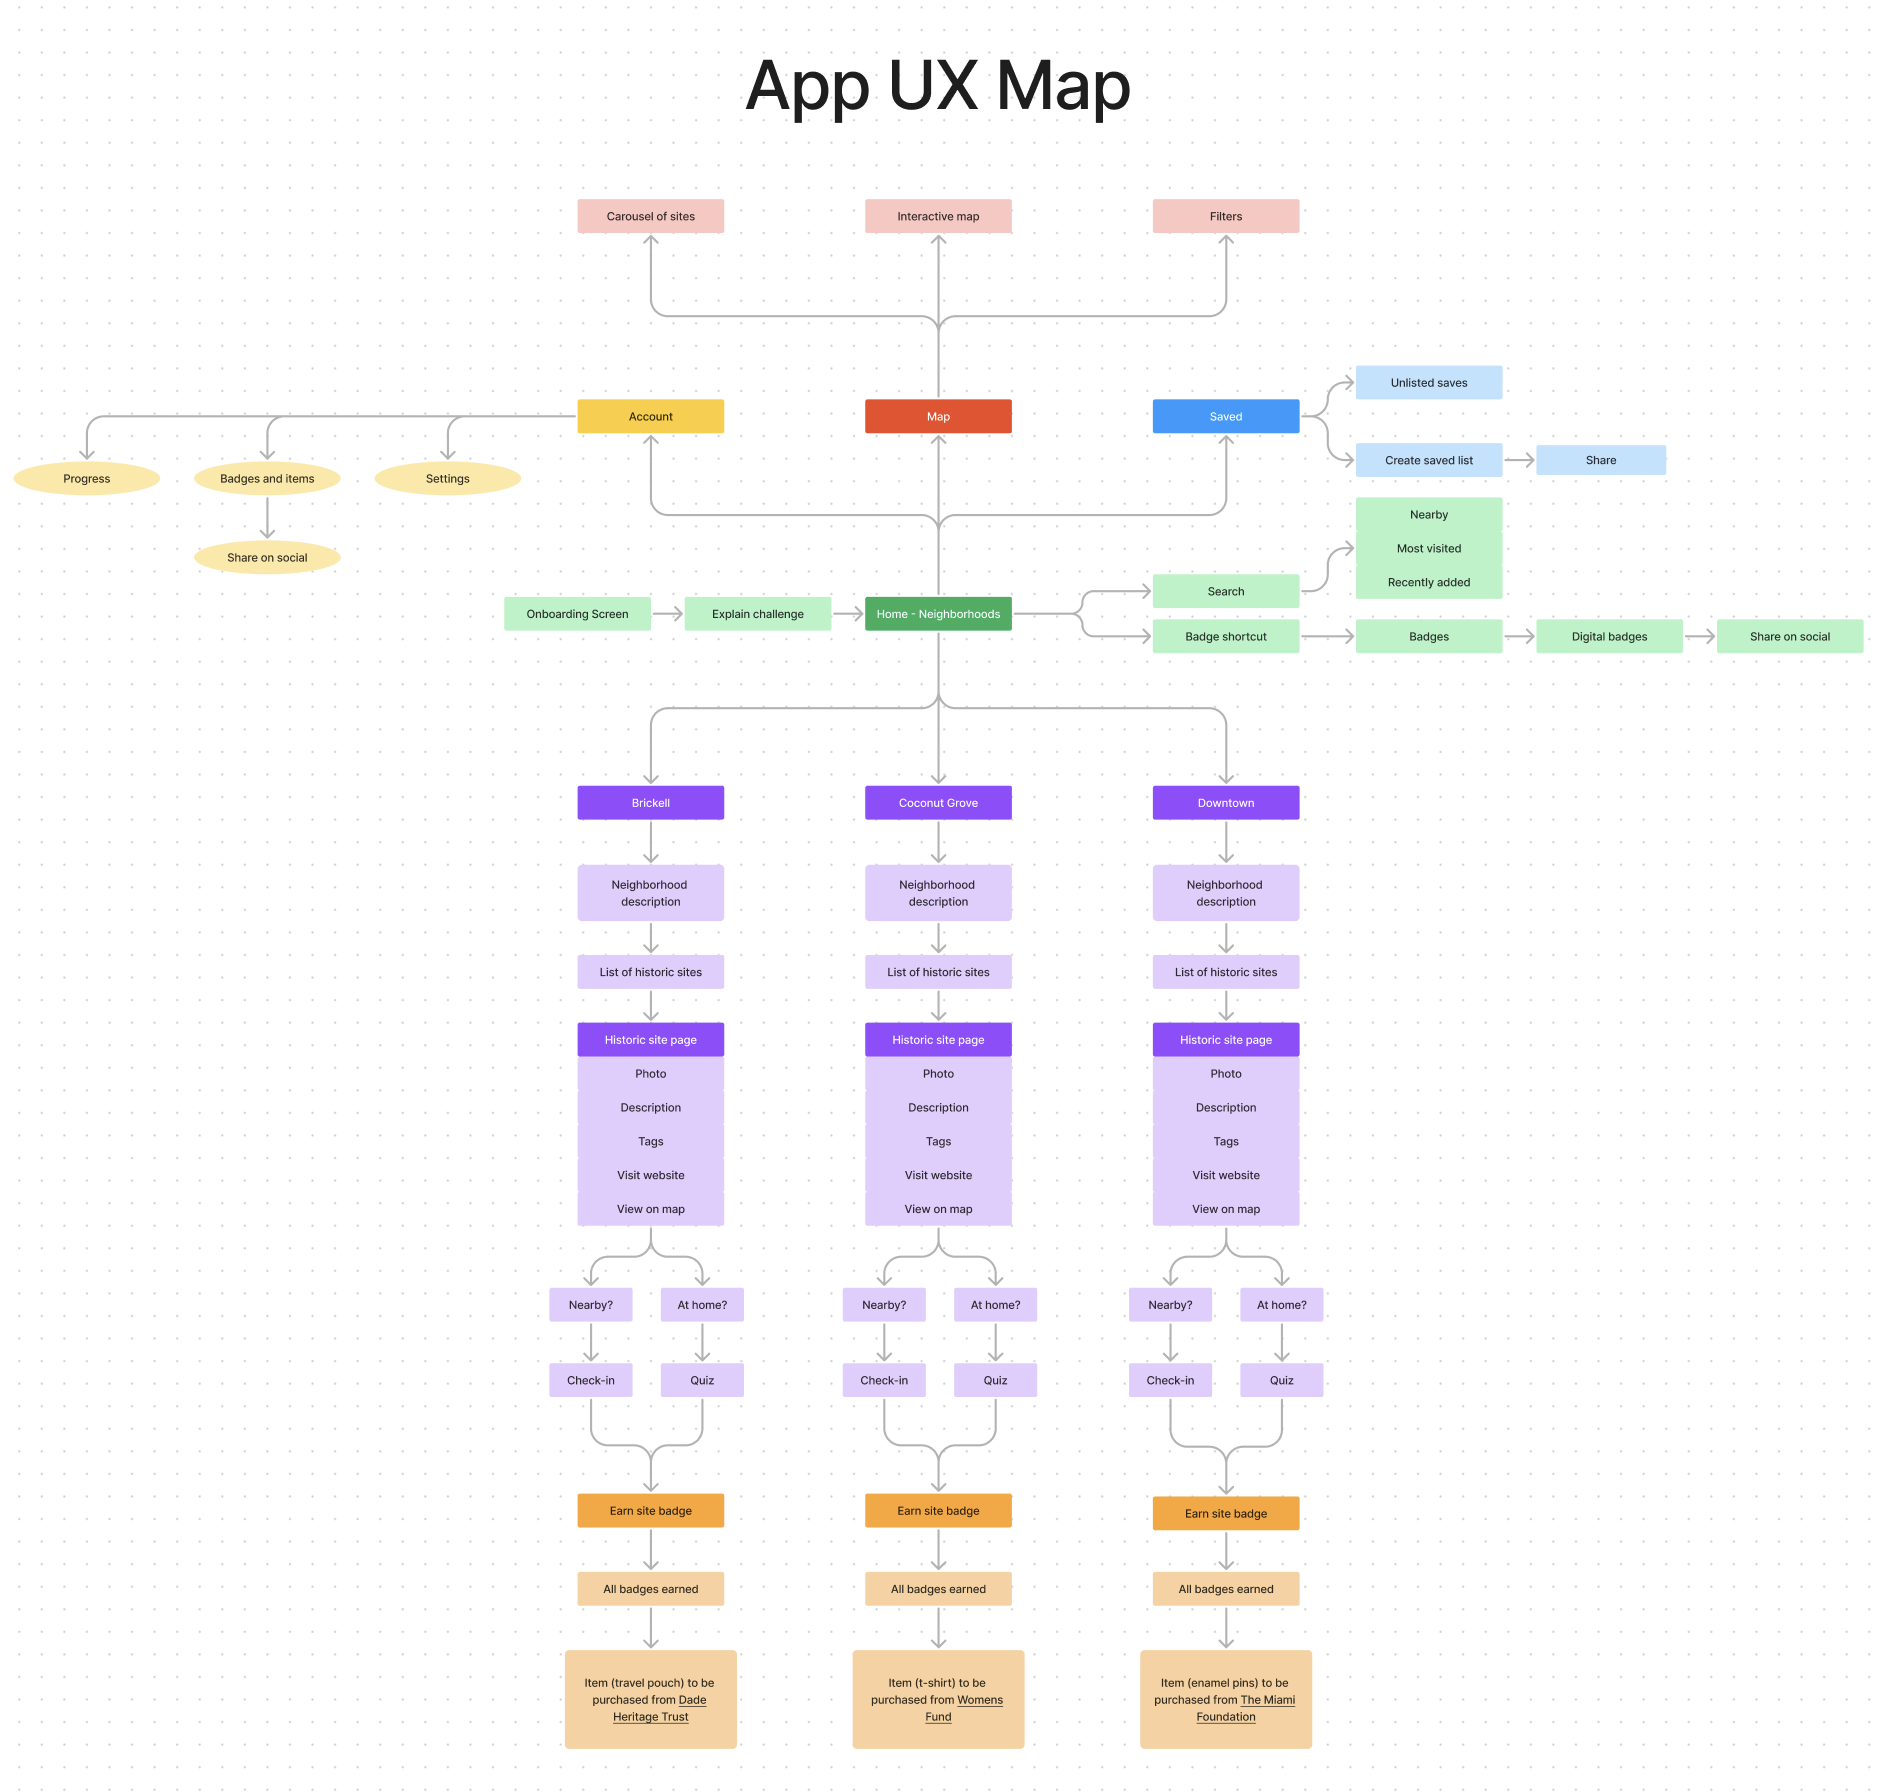 App UX Map
Carousel of sites
Interactive map
Filters
Account
Map
Saved
Unlisted saves
Create saved list
Share
Progress
Badges and items
Settings
Share on social
Nearby
Most visited
Recently added
Onboarding Screen
Explain challenge
Home - Neighborhoods
Search
Badge shortcut
Badges
Digital badges
Share on social
Brickell
Neighborhood
description
List of historic sites
Historic site page
Photo
Description
Tags
Visit website
View on map
Nearby?
At home?
Check-in
Quiz
Earn site badge
All badges earned
Item (travel pouch) to be
purchased from Dade
Heritage Trust
Coconut Grove
Neighborhood
description
List of historic sites
Historic site page
Photo
Description
Tags
Visit website
View on map
Nearby?
At home?
Check-in
Quiz
Earn site badge
All badges earned
Item (t-shirt) to be
purchased from Womens
Fund
Downtown
Neighborhood
description
List of historic sites
Historic site page
Photo
Description
Tags
Visit website
View on map
Nearby?
At home?
Check-in
Quiz
Earn site badge
All badges earned
Item (enamel pins) to be
purchased from The Miami
Foundation